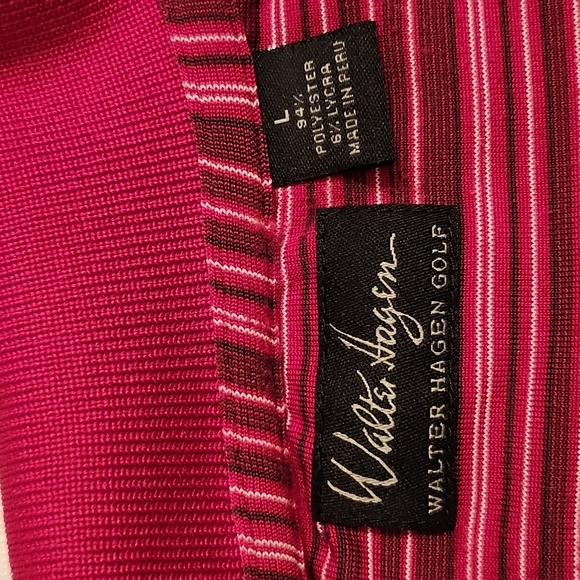 L
94%
POLYESTER
6% LYCRA
MADE IN PERU
Walter Hagen
WALTER HAGEN GOLF